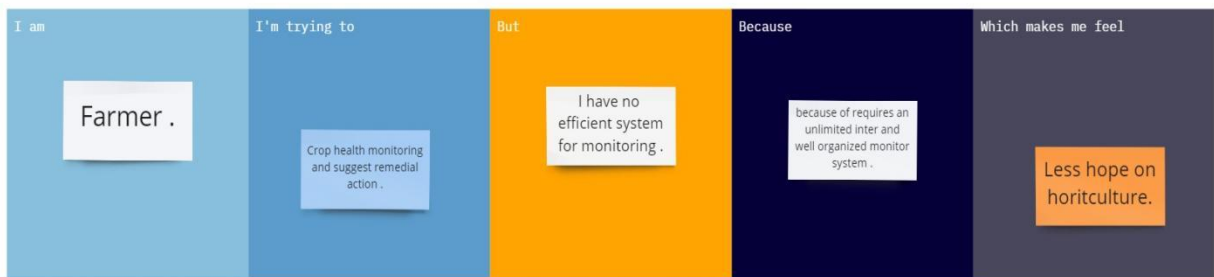 I am
Farmer .
I'm trying to
Crop health monitoring
and suggest remedial
action .
But
I have no
efficient system
for monitoring .
Because
because of requires an
unlimited inter and
well organized monitor
system .
Which makes me feel
Less hope on
horitculture.